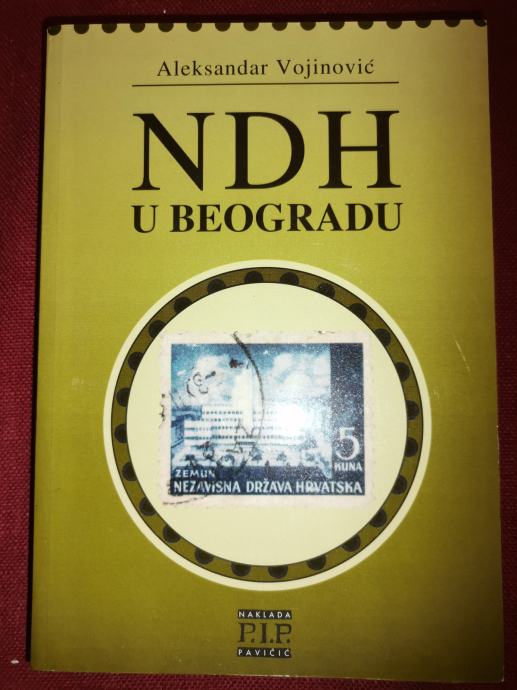 Aleksandar Vojinović
NDH
U BEOGRADU
5
KUNA
ZEMUN
NEZAVISNA DRŽAVA HRVATSKA
NAKLADA
P.I.P.
PAVIČIĆ